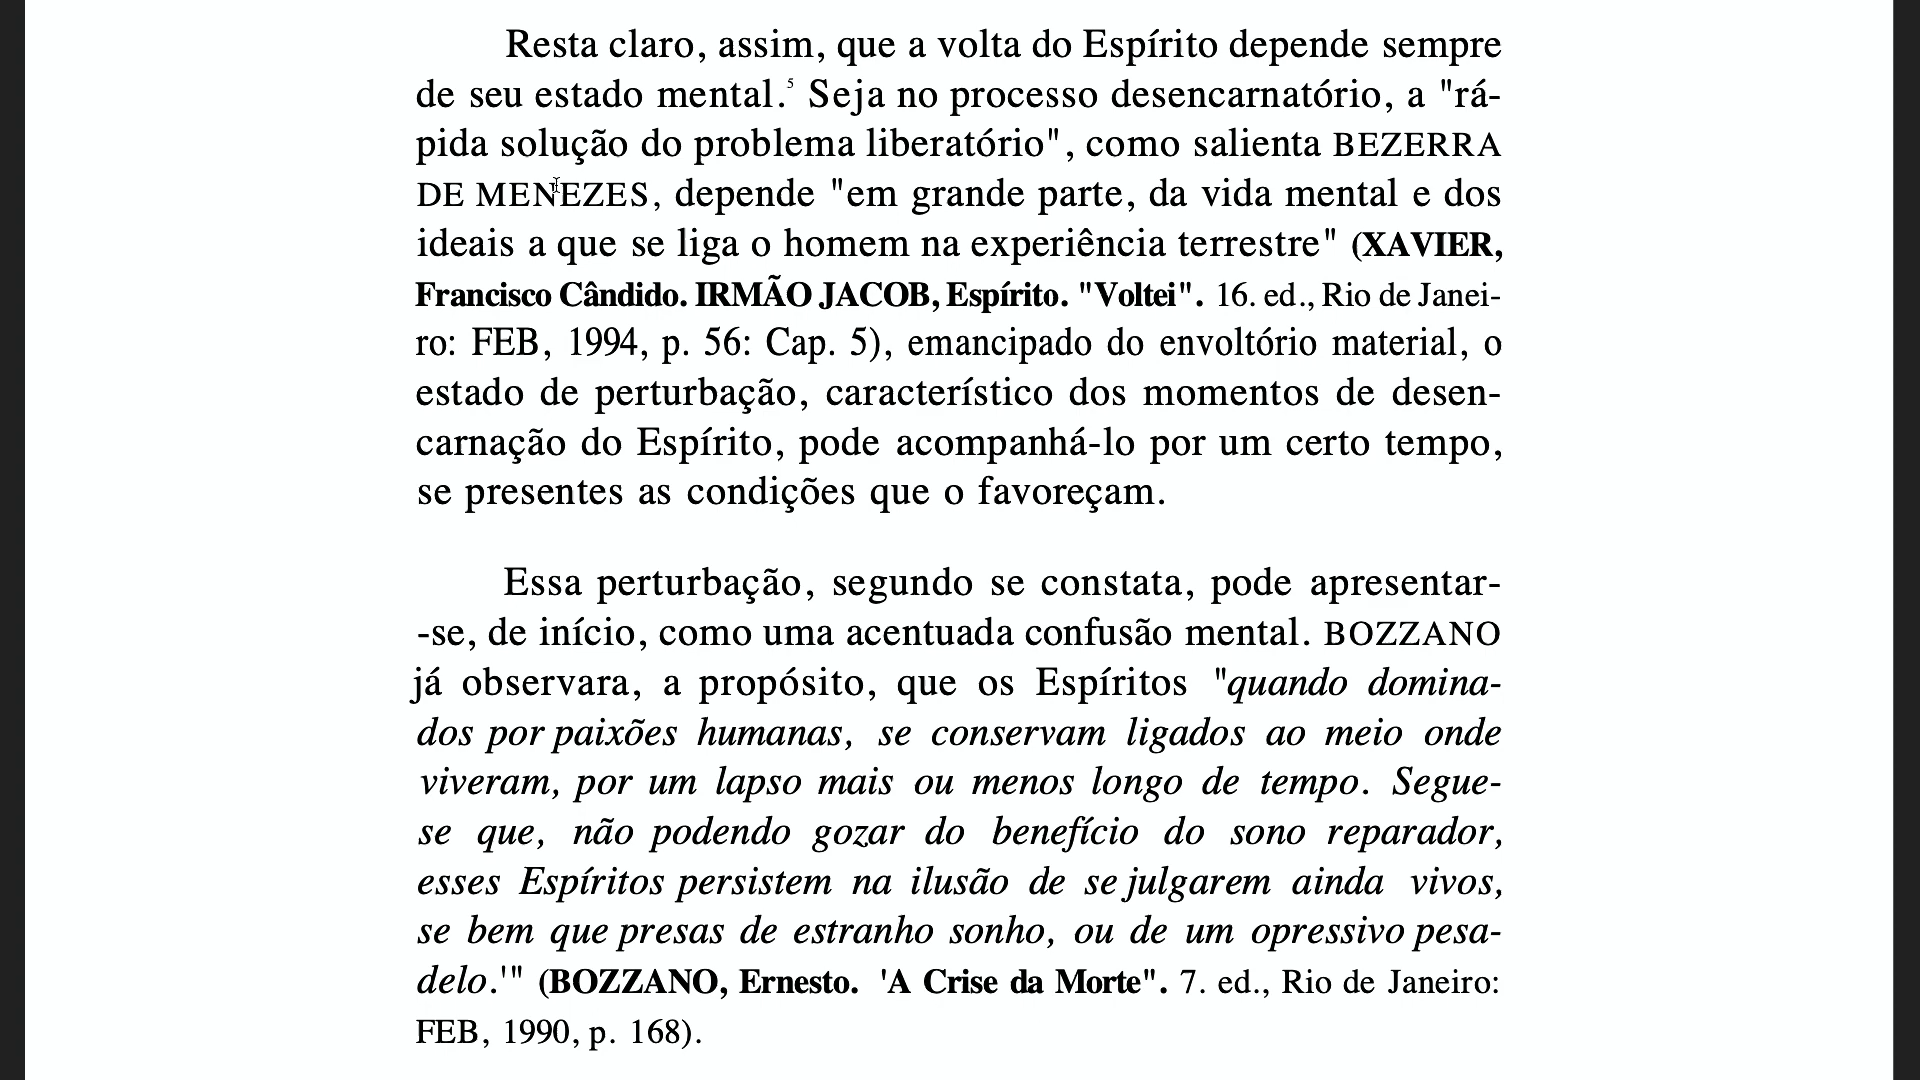 Resta claro, assim, que a volta do Espírito depende sempre
de seu estado mental.⁵ Seja no processo desencarnatório, a "rá-
pida solução do problema liberatório", como salienta BEZERRA
DE MENEZES, depende "em grande parte, da vida mental e dos
ideais a que se liga o homem na experiência terrestre" (XAVIER,
Francisco Cândido. IRMÃO JACOB, Espírito. "Voltei". 16. ed., Rio de Janei-
ro: FEB, 1994, p. 56: Cap. 5), emancipado do envoltório material, o
estado de perturbação, característico dos momentos de desen-
carnação do Espírito, pode acompanhá-lo por um certo tempo,
se presentes as condições que o favoreçam.
Essa perturbação, segundo se constata, pode apresentar-
-se, de início, como uma acentuada confusão mental. BOZZANO
já observara, a propósito, que os Espíritos "quando domina-
dos por paixões humanas, se conservam ligados ao meio onde
viveram, por um lapso mais ou menos longo de tempo. Segue-
se que, não podendo gozar do benefício do sono reparador,
esses Espíritos persistem na ilusão de se julgarem ainda vivos,
se bem que presas de estranho sonho, ou de um opressivo pesa-
delo.'" (BOZZANO, Ernesto. 'A Crise da Morte". 7. ed., Rio de Janeiro:
FEB, 1990, p. 168).